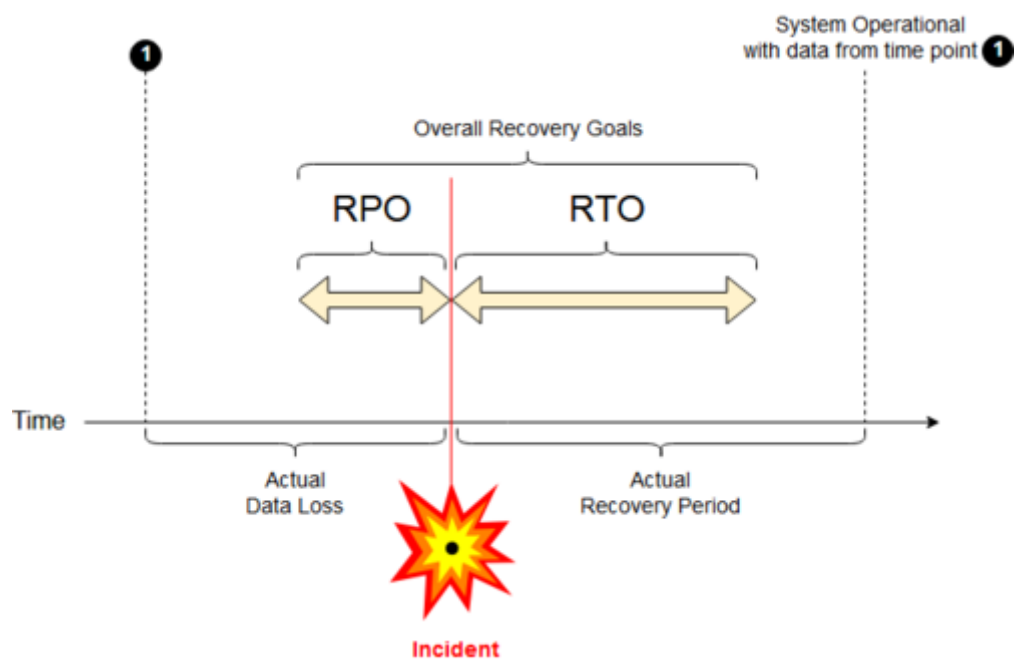 1
System Operational
with data from time point 1
Overall Recovery Goals
RPO
RTO
Time
Actual
Data Loss
Actual
Recovery Period
Incident